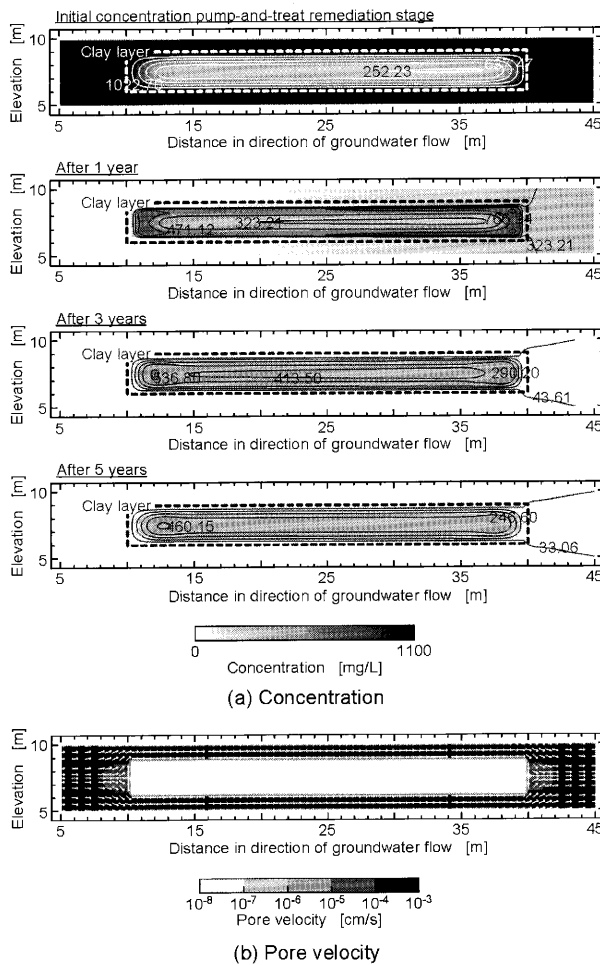 Initial concentration pump-and-treat remediation stage
Elevation [m]
10
5
Clay layer
252.23
5 15 25 35 45
Distance in direction of groundwater flow [m]
After 1 year
Elevation [m]
10
5
Clay layer
471.12 323.21
323.21
5 15 25 35 45
Distance in direction of groundwater flow [m]
After 3 years
Elevation [m]
10
5
Clay layer
413.50 290.20
43.61
5 15 25 35 45
Distance in direction of groundwater flow [m]
After 5 years
Elevation [m]
10
5
Clay layer
460.15 246.60
33.06
5 15 25 35 45
Distance in direction of groundwater flow [m]
0 1100
Concentration [mg/L]
(a) Concentration
Elevation [m]
10
5
5 15 25 35 45
Distance in direction of groundwater flow [m]
10⁻⁸ 10⁻⁷ 10⁻⁶ 10⁻⁵ 10⁻⁴ 10⁻³
Pore velocity [cm/s]
(b) Pore velocity